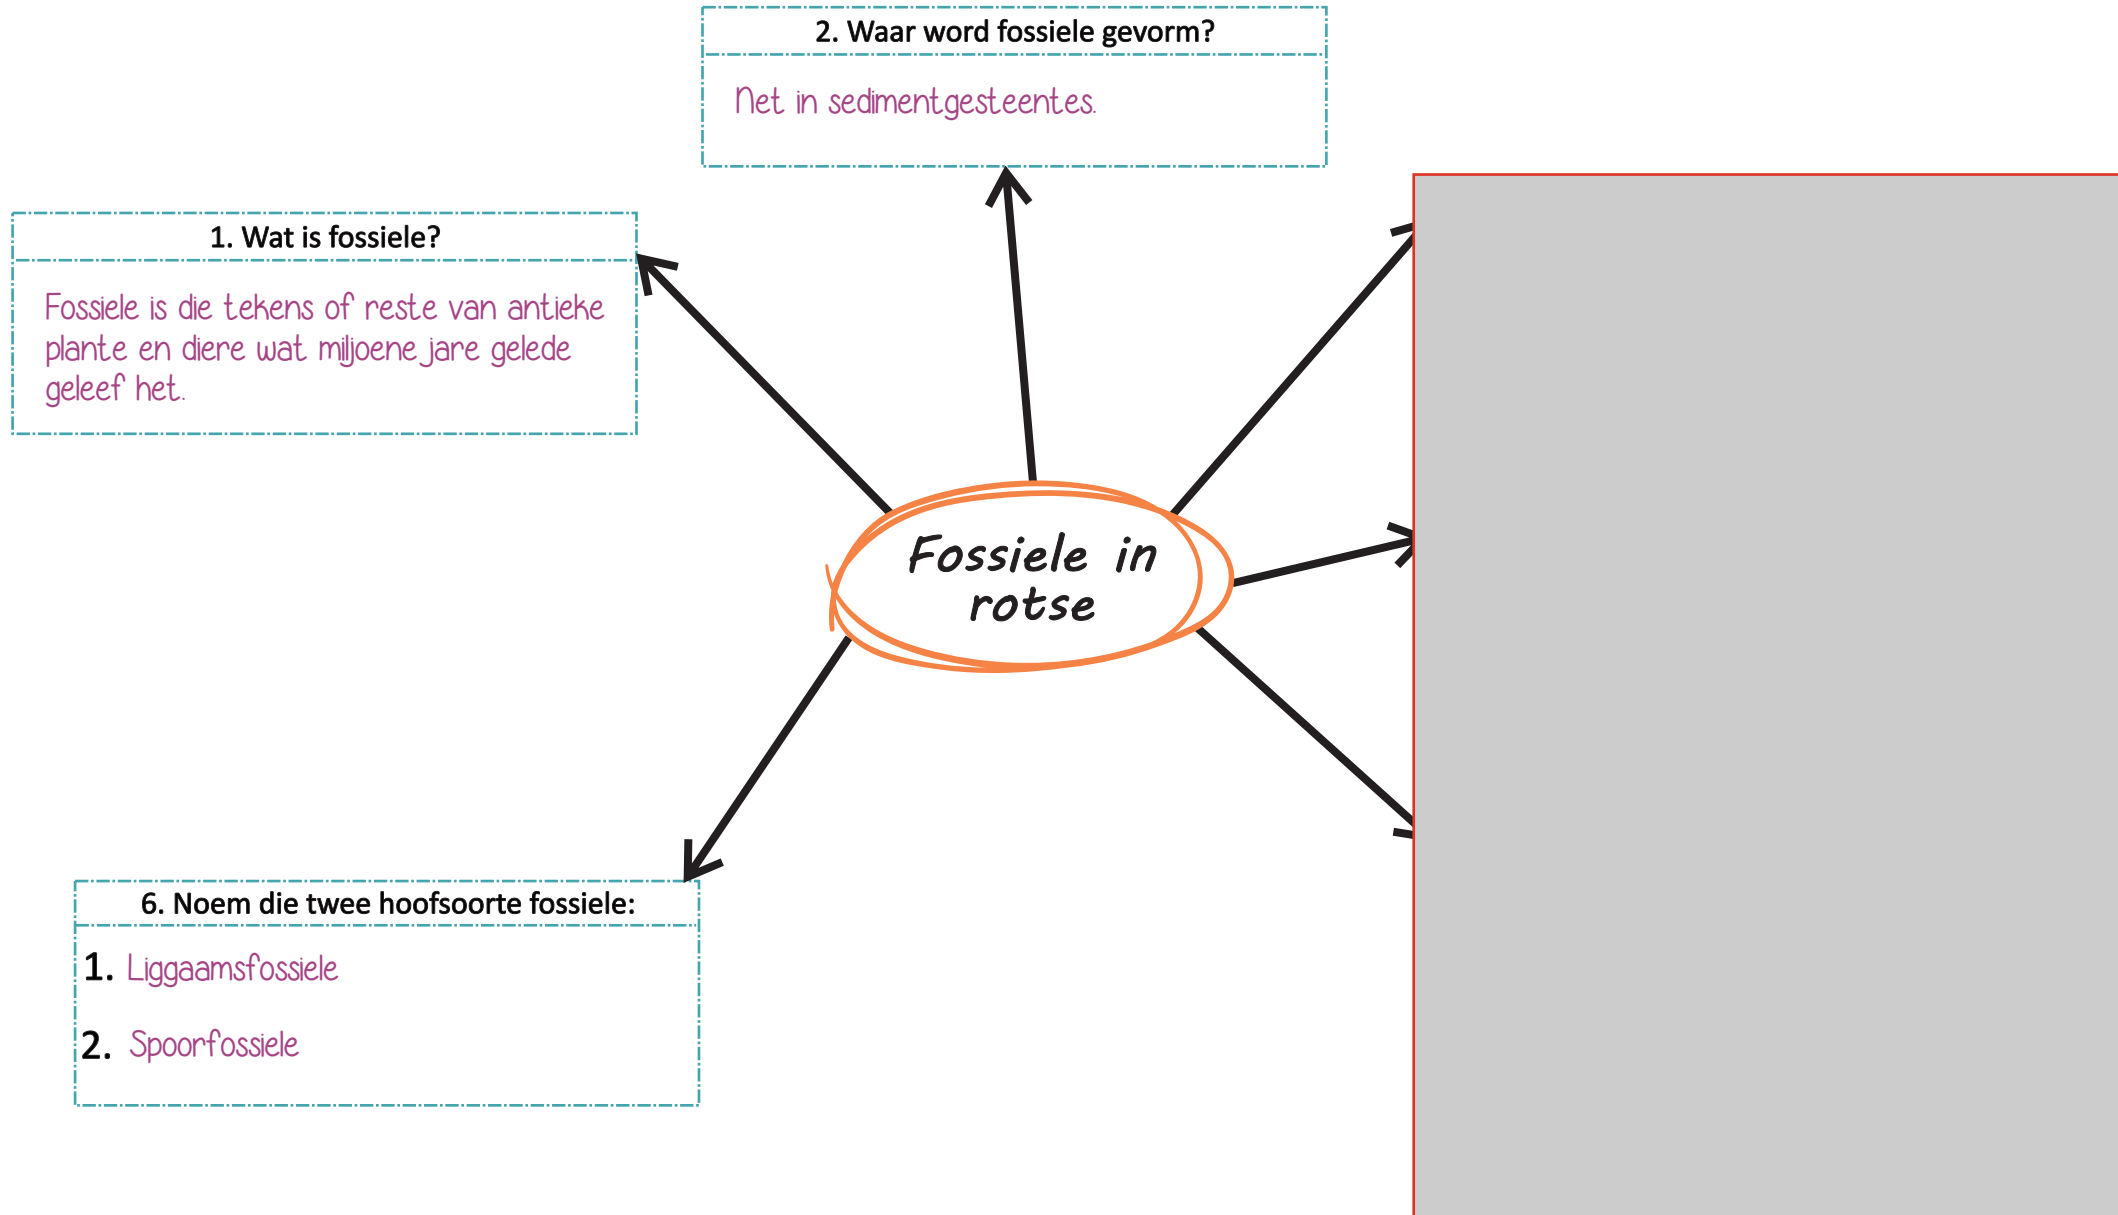 2. Waar word fossiele gevorm?
Net in sedimentgesteentes.
1. Wat is fossiele?
Fossiele is die tekens of reste van antieke
plante en diere wat miljoene jare gelede
geleef het.
Fossiele in
rotse
6. Noem die twee hoofsoorte fossiele:
1. Liggaamsfossiele
2. Spoorfossiele